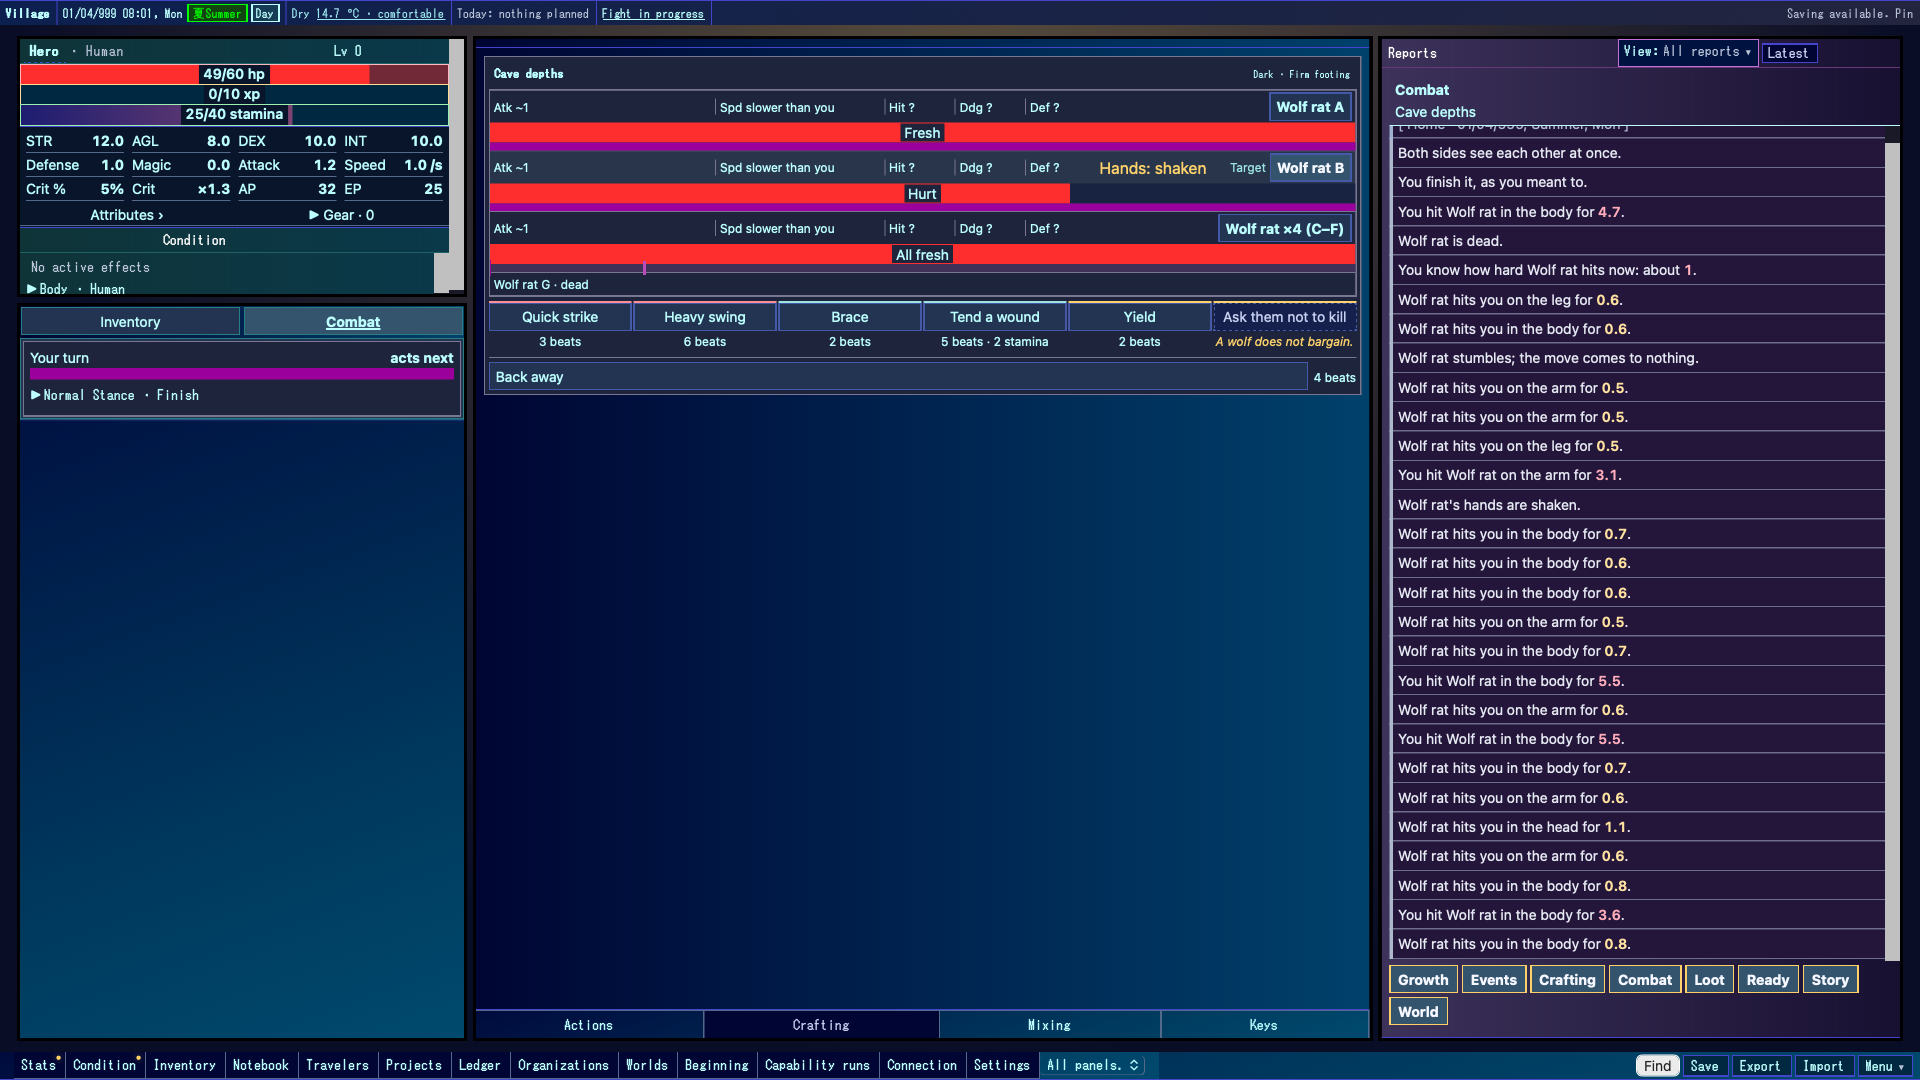 Village 01/04/999 08:01, Mon 夏Summer Day Dry 14.7 °C · comfortable Today: nothing planned Fight in progress Saving available. Pin
Hero · Human Lv 0
49/60 hp
0/10 xp
25/40 stamina
STR 12.0 AGL 8.0 DEX 10.0 INT 10.0
Defense 1.0 Magic 0.0 Attack 1.2 Speed 1.0 /s
Crit % 5% Crit ×1.3 AP 32 EP 25
Attributes › ▶ Gear · 0
Condition
No active effects
▶Body · Human
Inventory Combat
Your turn acts next
▶Normal Stance · Finish
Cave depths Dark · Firm footing
Atk ~1 Spd slower than you Hit ? Ddg ? Def ? Wolf rat A
Fresh
Atk ~1 Spd slower than you Hit ? Ddg ? Def ? Hands: shaken Target Wolf rat B
Hurt
Atk ~1 Spd slower than you Hit ? Ddg ? Def ? Wolf rat ×4 (C–F)
All fresh
Wolf rat G · dead
Quick strike Heavy swing Brace Tend a wound Yield Ask them not to kill
3 beats 6 beats 2 beats 5 beats · 2 stamina 2 beats A wolf does not bargain.
Back away 4 beats
Actions Crafting Mixing Keys
Reports View: All reports ▾ Latest
Combat
Cave depths
[ Home - 01/04/999, Summer, Mon ]
Both sides see each other at once.
You finish it, as you meant to.
You hit Wolf rat in the body for 4.7.
Wolf rat is dead.
You know how hard Wolf rat hits now: about 1.
Wolf rat hits you on the leg for 0.6.
Wolf rat hits you in the body for 0.6.
Wolf rat stumbles; the move comes to nothing.
Wolf rat hits you on the arm for 0.5.
Wolf rat hits you on the arm for 0.5.
Wolf rat hits you on the leg for 0.5.
You hit Wolf rat on the arm for 3.1.
Wolf rat's hands are shaken.
Wolf rat hits you in the body for 0.7.
Wolf rat hits you in the body for 0.6.
Wolf rat hits you in the body for 0.6.
Wolf rat hits you on the arm for 0.5.
Wolf rat hits you in the body for 0.7.
You hit Wolf rat in the body for 5.5.
Wolf rat hits you on the arm for 0.6.
You hit Wolf rat in the body for 5.5.
Wolf rat hits you in the body for 0.7.
Wolf rat hits you on the arm for 0.6.
Wolf rat hits you in the head for 1.1.
Wolf rat hits you on the arm for 0.6.
Wolf rat hits you in the body for 0.8.
You hit Wolf rat in the body for 3.6.
Wolf rat hits you in the body for 0.8.
Growth Events Crafting Combat Loot Ready Story
World
Stats Condition Inventory Notebook Travelers Projects Ledger Organizations Worlds Beginning Capability runs Connection Settings All panels. Find Save Export Import Menu ▾